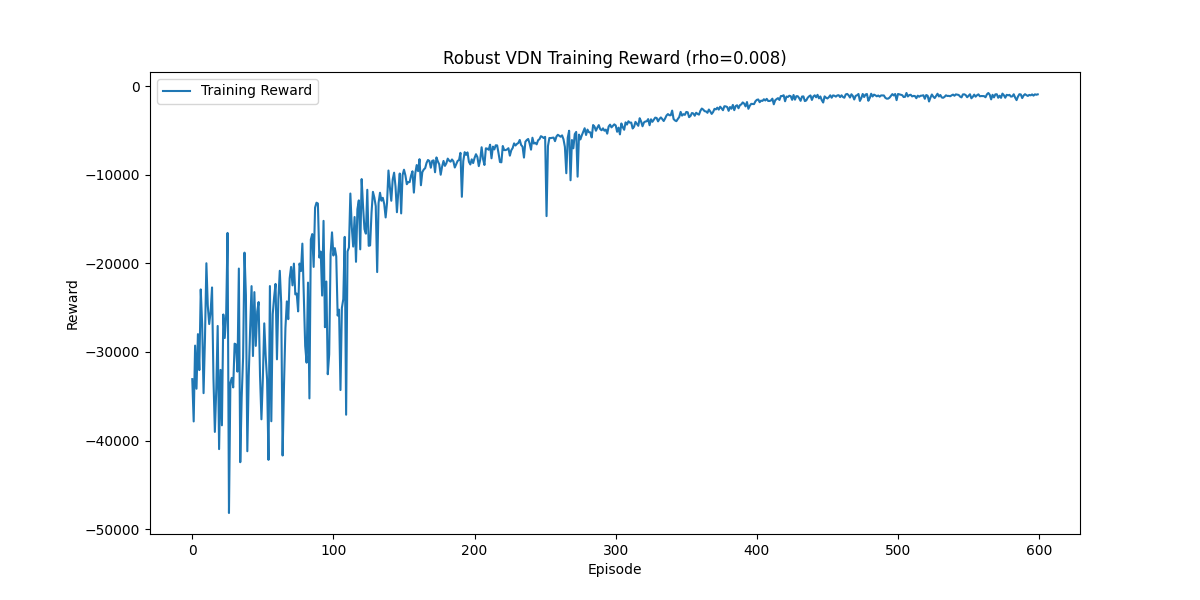 Robust VDN Training Reward (rho=0.008)
Training Reward
Reward
0
−10000
−20000
−30000
−40000
−50000
0 100 200 300 400 500 600
Episode